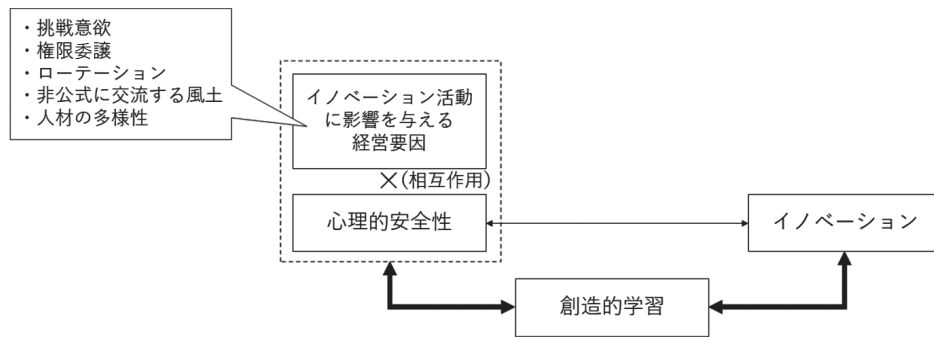 ・挑戦意欲
・権限委譲
・ローテーション
・非公式に交流する風土
・人材の多様性
イノベーション活動
に影響を与える
経営要因
×(相互作用)
心理的安全性
イノベーション
創造的学習